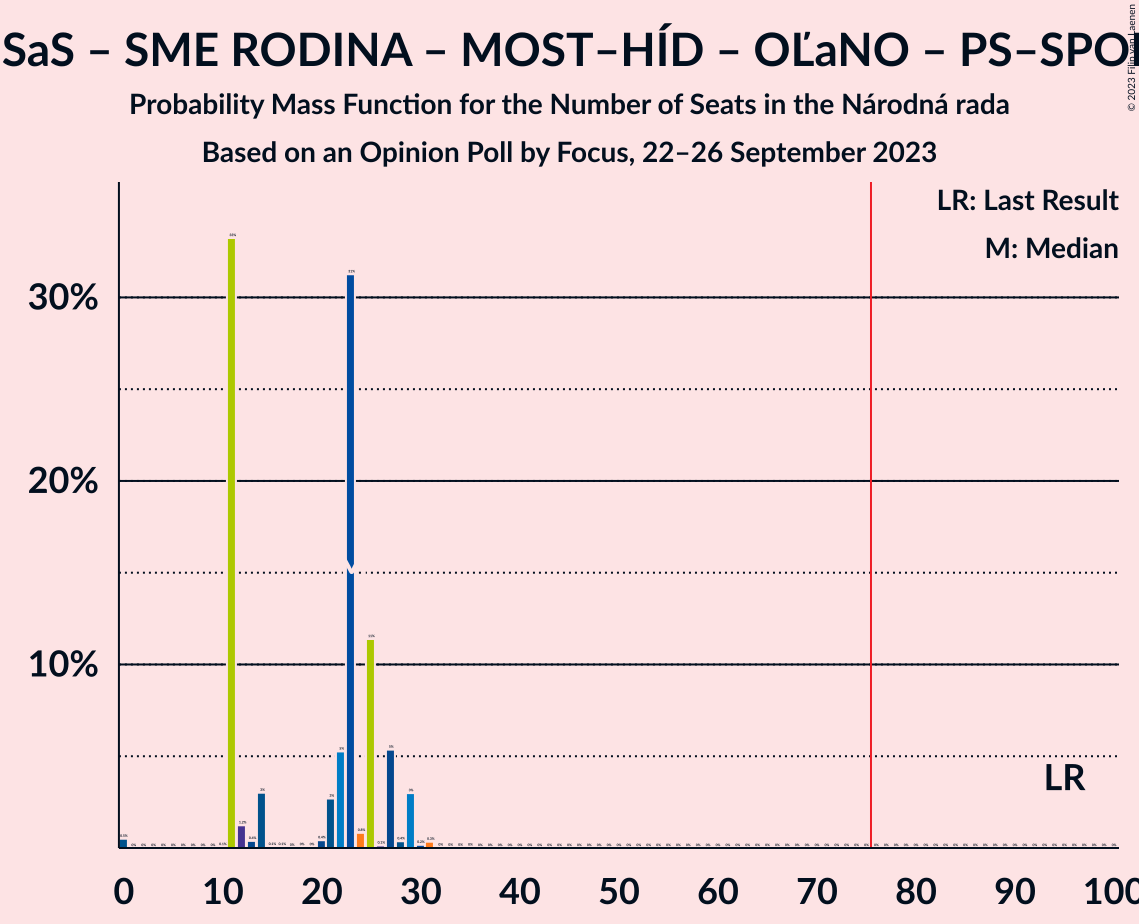 SaS – SME RODINA – MOST–HÍD – OĽaNO – PS–SPO
© 2023 Filip van Laenen
Probability Mass Function for the Number of Seats in the Národná rada
Based on an Opinion Poll by Focus, 22–26 September 2023
LR: Last Result
M: Median
30%
20%
10%
LR
0 10 20 30 40 50 60 70 80 90 100